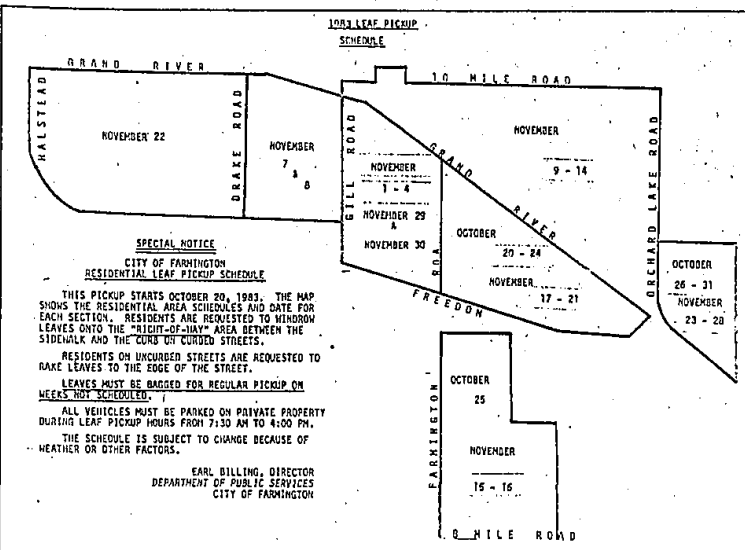 1983 LEAF PICKUP
SCHEDULE
GRAND RIVER
10 MILE ROAD
HALSTEAD
NOVEMBER 22
DRAKE ROAD
NOVEMBER
7
&
8
GILL ROAD
NOVEMBER
1 - 4
NOVEMBER 29
&
NOVEMBER 30
GRAND RIVER
NOVEMBER
9 - 14
ROA
OCTOBER
20 - 24
NOVEMBER
17 - 21
FREEDOM
ORCHARD LAKE ROAD
OCTOBER
26 - 31
NOVEMBER
23 - 28
FARMINGTON
OCTOBER
25
NOVEMBER
15 - 16
8 MILE ROAD
SPECIAL NOTICE
CITY OF FARMINGTON
RESIDENTIAL LEAF PICKUP SCHEDULE
THIS PICKUP STARTS OCTOBER 20, 1983. THE MAP
SHOWS THE RESIDENTIAL AREA SCHEDULES AND DATE FOR
EACH SECTION. RESIDENTS ARE REQUESTED TO WINDROW
LEAVES ONTO THE "RIGHT-OF-WAY" AREA BETWEEN THE
SIDEWALK AND THE CURB ON CURBED STREETS.
RESIDENTS ON UNCURBED STREETS ARE REQUESTED TO
RAKE LEAVES TO THE EDGE OF THE STREET.
LEAVES MUST BE BAGGED FOR REGULAR PICKUP ON
WEEKS NOT SCHEDULED.
ALL VEHICLES MUST BE PARKED ON PRIVATE PROPERTY
DURING LEAF PICKUP HOURS FROM 7:30 AM TO 4:00 PM.
THE SCHEDULE IS SUBJECT TO CHANGE BECAUSE OF
WEATHER OR OTHER FACTORS.
EARL BILLING, DIRECTOR
DEPARTMENT OF PUBLIC SERVICES
CITY OF FARMINGTON